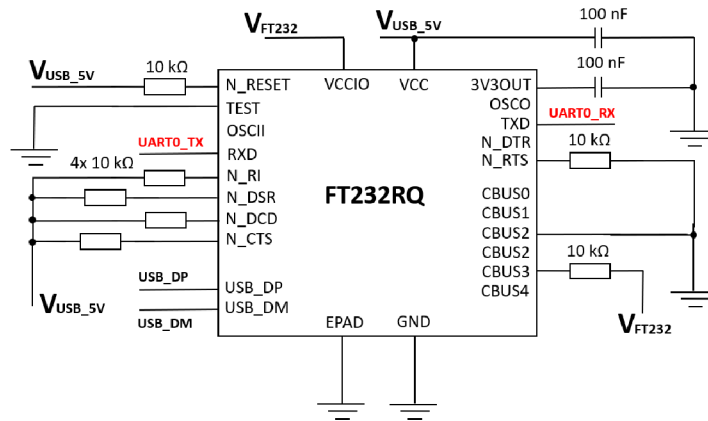 VFT232
VUSB_5V
100 nF
VUSB_5V
10 kΩ
N_RESET
VCCIO
VCC
3V3OUT
100 nF
TEST
OSCO
UART0_RX
OSCII
TXD
UART0_TX
RXD
N_DTR
10 kΩ
4x 10 kΩ
N_RI
N_RTS
N_DSR
FT232RQ
CBUS0
N_DCD
CBUS1
N_CTS
CBUS2
CBUS2
10 kΩ
USB_DP
USB_DP
CBUS3
VUSB_5V
USB_DM
USB_DM
CBUS4
EPAD
GND
VFT232